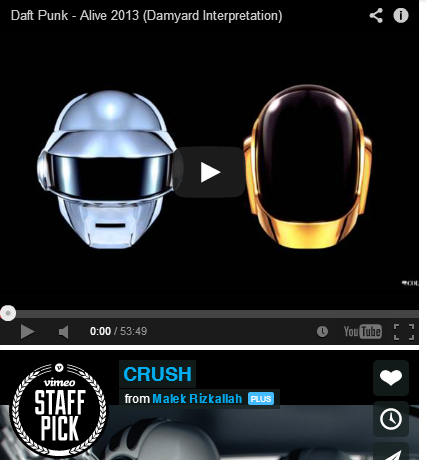 Daft Punk - Alive 2013 (Damyard Interpretation)
0:00 / 53:49
YouTube
vimeo
STAFF
PICK
CRUSH
from Malek Rizkallah PLUS